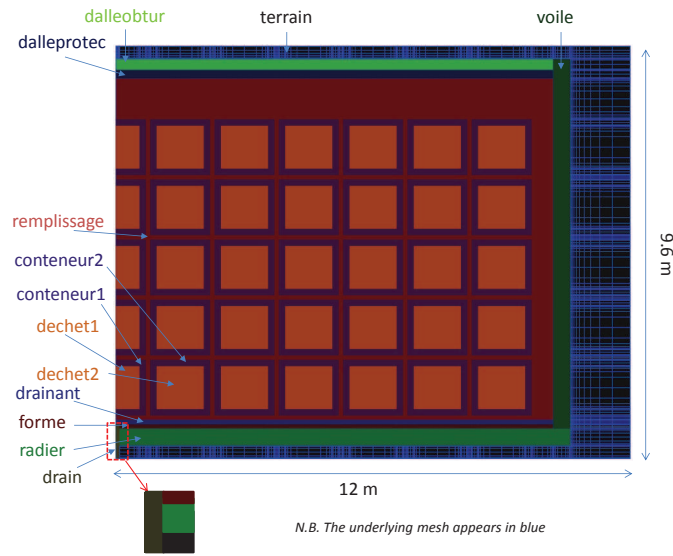 dalleobtur
terrain
voile
dalleprotec
remplissage
conteneur2
conteneur1
dechet1
dechet2
drainant
forme
radier
drain
9.6 m
12 m
N.B. The underlying mesh appears in blue